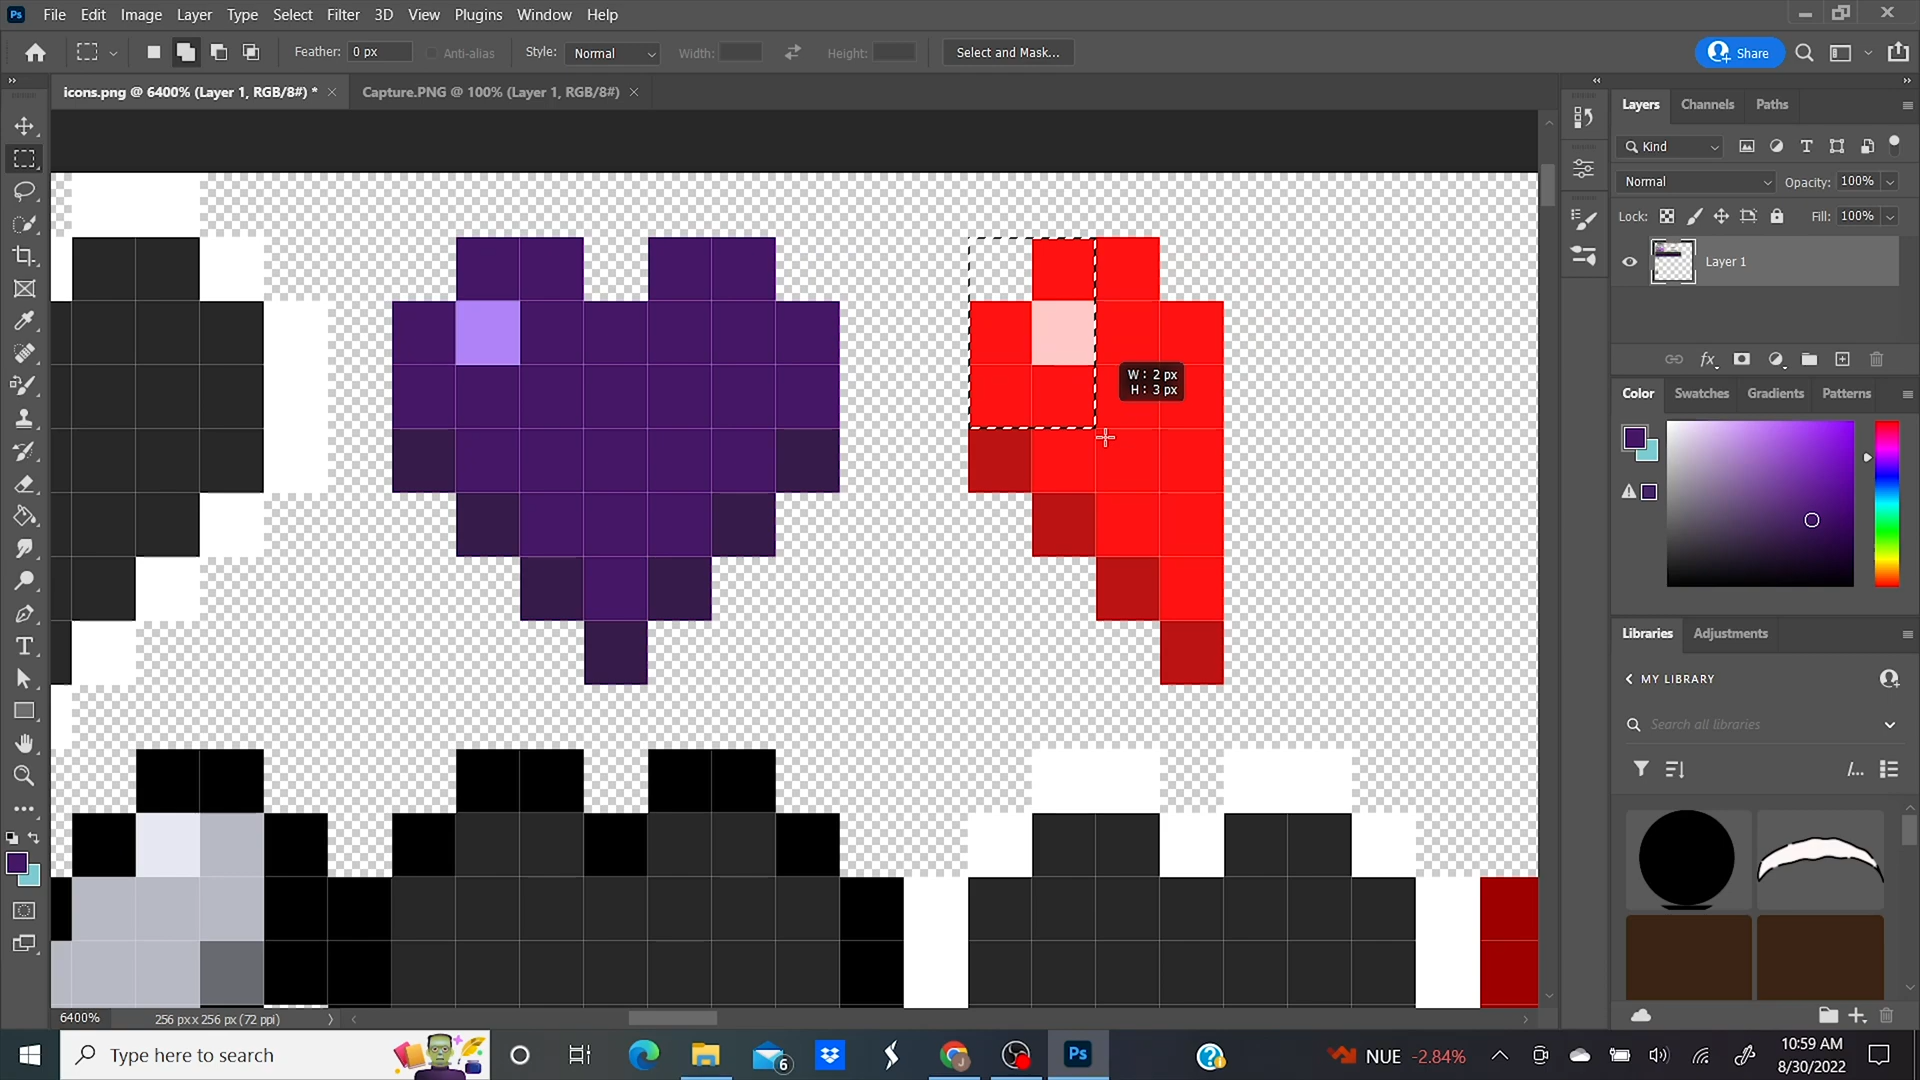 Ps File Edit Image Layer Type Select Filter 3D View Plugins Window Help
Feather: 0 px Anti-alias Style: Normal Width: Height: Select and Mask... Share
icons.png @ 6400% (Layer 1, RGB/8#) * Capture.PNG @ 100% (Layer 1, RGB/8#)
Layers Channels Paths
Kind
Normal Opacity: 100%
Lock: Fill: 100%
Layer 1
fx
W: 2 px
H: 3 px
Color Swatches Gradients Patterns
Libraries Adjustments
MY LIBRARY
Search all libraries
/...
6400% 256 px x 256 px (72 ppi)
Type here to search
6
Ps
NUE -2.84%
10:59 AM
8/30/2022